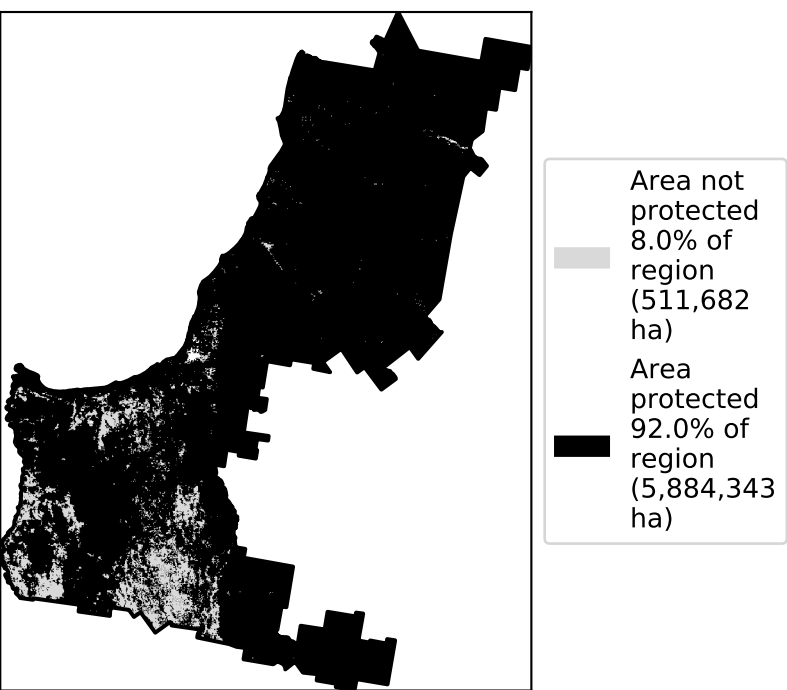 Area not
protected
8.0% of
region
(511,682
ha)
Area
protected
92.0% of
region
(5,884,343
ha)